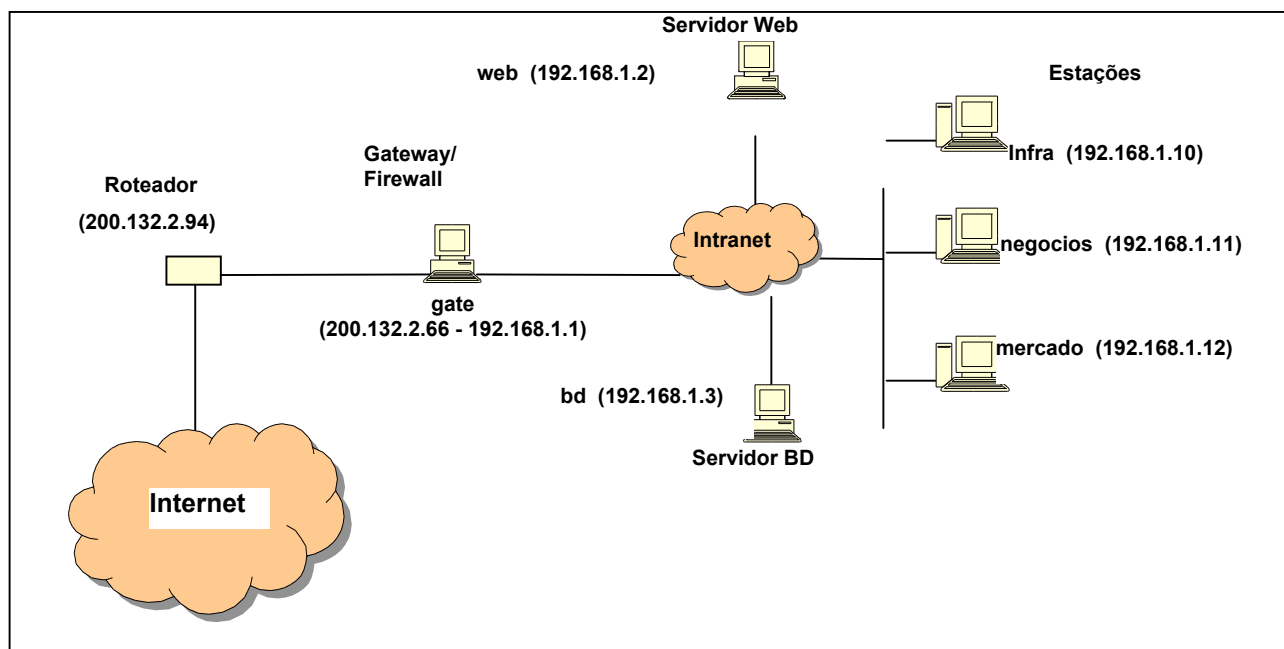 Servidor Web
web (192.168.1.2)
Estações
Infra (192.168.1.10)
Gateway/
Firewall
Roteador
(200.132.2.94)
Intranet
negocios (192.168.1.11)
gate
(200.132.2.66 - 192.168.1.1)
mercado (192.168.1.12)
bd (192.168.1.3)
Servidor BD
Internet